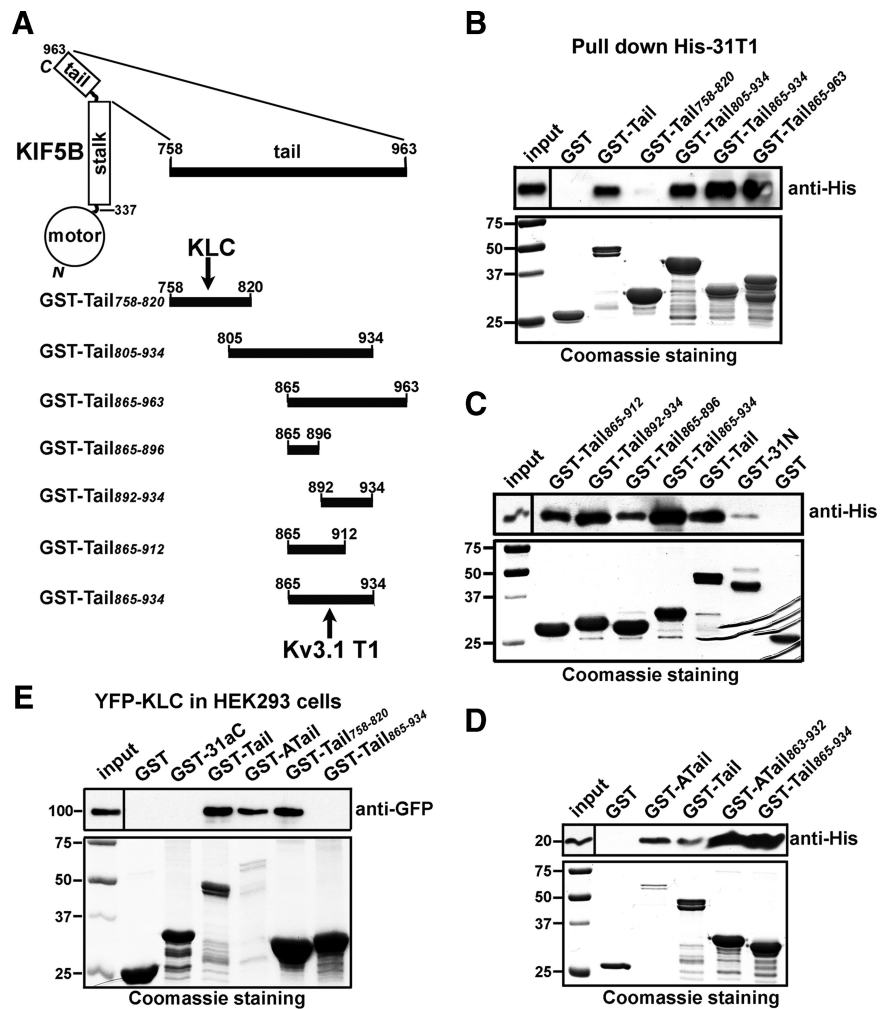 A
963
C
tail
KIF5B
stalk
337
motor
N
758 tail 963
KLC
758 820
GST-Tail758-820
805 934
GST-Tail805-934
865 963
GST-Tail865-963
865 896
GST-Tail865-896
892 934
GST-Tail892-934
865 912
GST-Tail865-912
865 934
GST-Tail865-934
Kv3.1 T1
B
Pull down His-31T1
input
GST
GST-Tail
GST-Tail758-820
GST-Tail805-934
GST-Tail865-934
GST-Tail865-963
anti-His
75
50
37
25
Coomassie staining
C
input
GST-Tail865-912
GST-Tail892-934
GST-Tail865-896
GST-Tail865-934
GST-Tail
GST-31N
GST
anti-His
75
50
37
25
Coomassie staining
E
YFP-KLC in HEK293 cells
input
GST
GST-31aC
GST-Tail
GST-ATail
GST-Tail758-820
GST-Tail865-934
100
anti-GFP
75
50
37
25
Coomassie staining
D
input
GST
GST-ATail
GST-Tail
GST-ATail863-932
GST-Tail865-934
20
anti-His
75
50
37
25
Coomassie staining